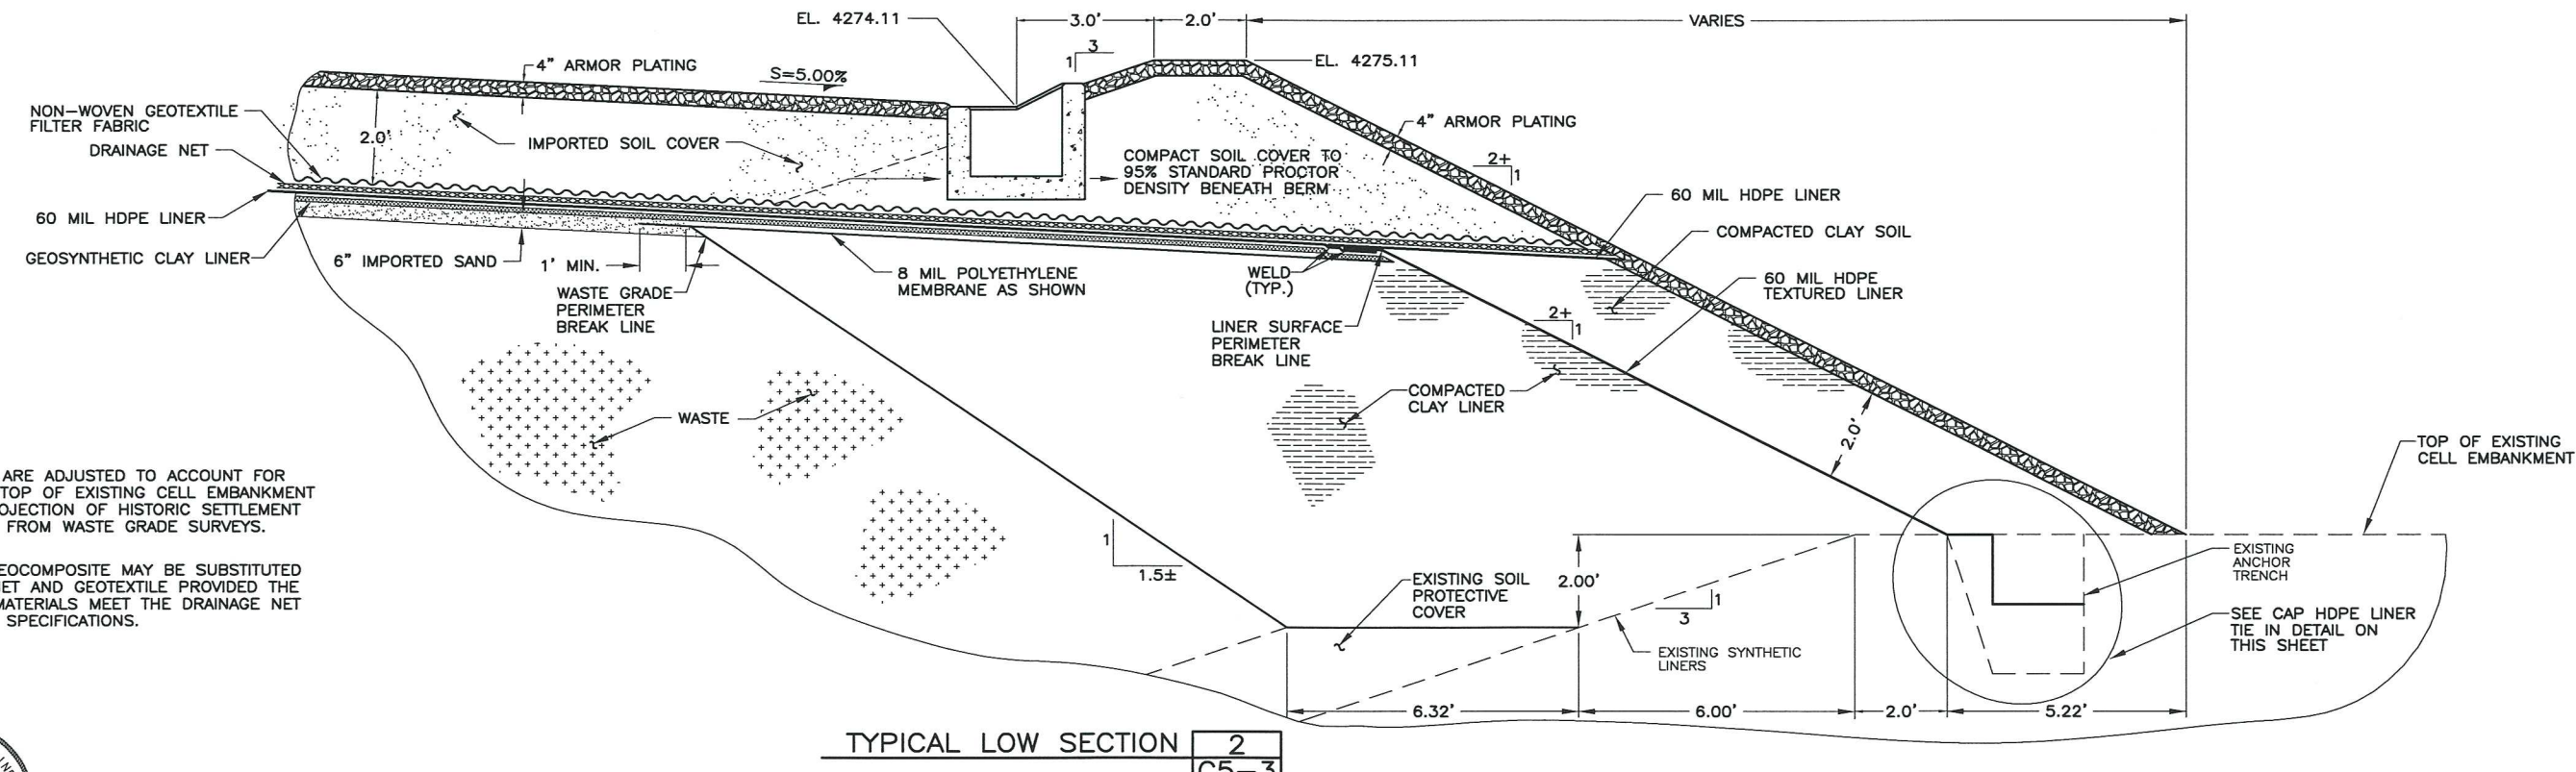 EL. 4274.11
3.0'
2.0'
VARIES
3
1
EL. 4275.11
4" ARMOR PLATING
S=5.00%
NON-WOVEN GEOTEXTILE
FILTER FABRIC
2.0'
IMPORTED SOIL COVER
DRAINAGE NET
COMPACT SOIL COVER TO
95% STANDARD PROCTOR
DENSITY BENEATH BERM
4" ARMOR PLATING
2+
1
60 MIL HDPE LINER
60 MIL HDPE LINER
COMPACTED CLAY SOIL
GEOSYNTHETIC CLAY LINER
6" IMPORTED SAND
1' MIN.
8 MIL POLYETHYLENE
MEMBRANE AS SHOWN
WELD
(TYP.)
60 MIL HDPE
TEXTURED LINER
WASTE GRADE
PERIMETER
BREAK LINE
LINER SURFACE
PERIMETER
BREAK LINE
2+
1
WASTE
COMPACTED
CLAY LINER
2.0'
TOP OF EXISTING
CELL EMBANKMENT
ARE ADJUSTED TO ACCOUNT FOR
TOP OF EXISTING CELL EMBANKMENT
OJECTION OF HISTORIC SETTLEMENT
FROM WASTE GRADE SURVEYS.
EOCOMPOSITE MAY BE SUBSTITUTED
ET AND GEOTEXTILE PROVIDED THE
MATERIALS MEET THE DRAINAGE NET
SPECIFICATIONS.
1
1.5±
EXISTING SOIL
PROTECTIVE
COVER
2.00'
3
1
EXISTING SYNTHETIC
LINERS
EXISTING
ANCHOR
TRENCH
SEE CAP HDPE LINER
TIE IN DETAIL ON
THIS SHEET
6.32'
6.00'
2.0'
5.22'
TYPICAL LOW SECTION
2
C5-3